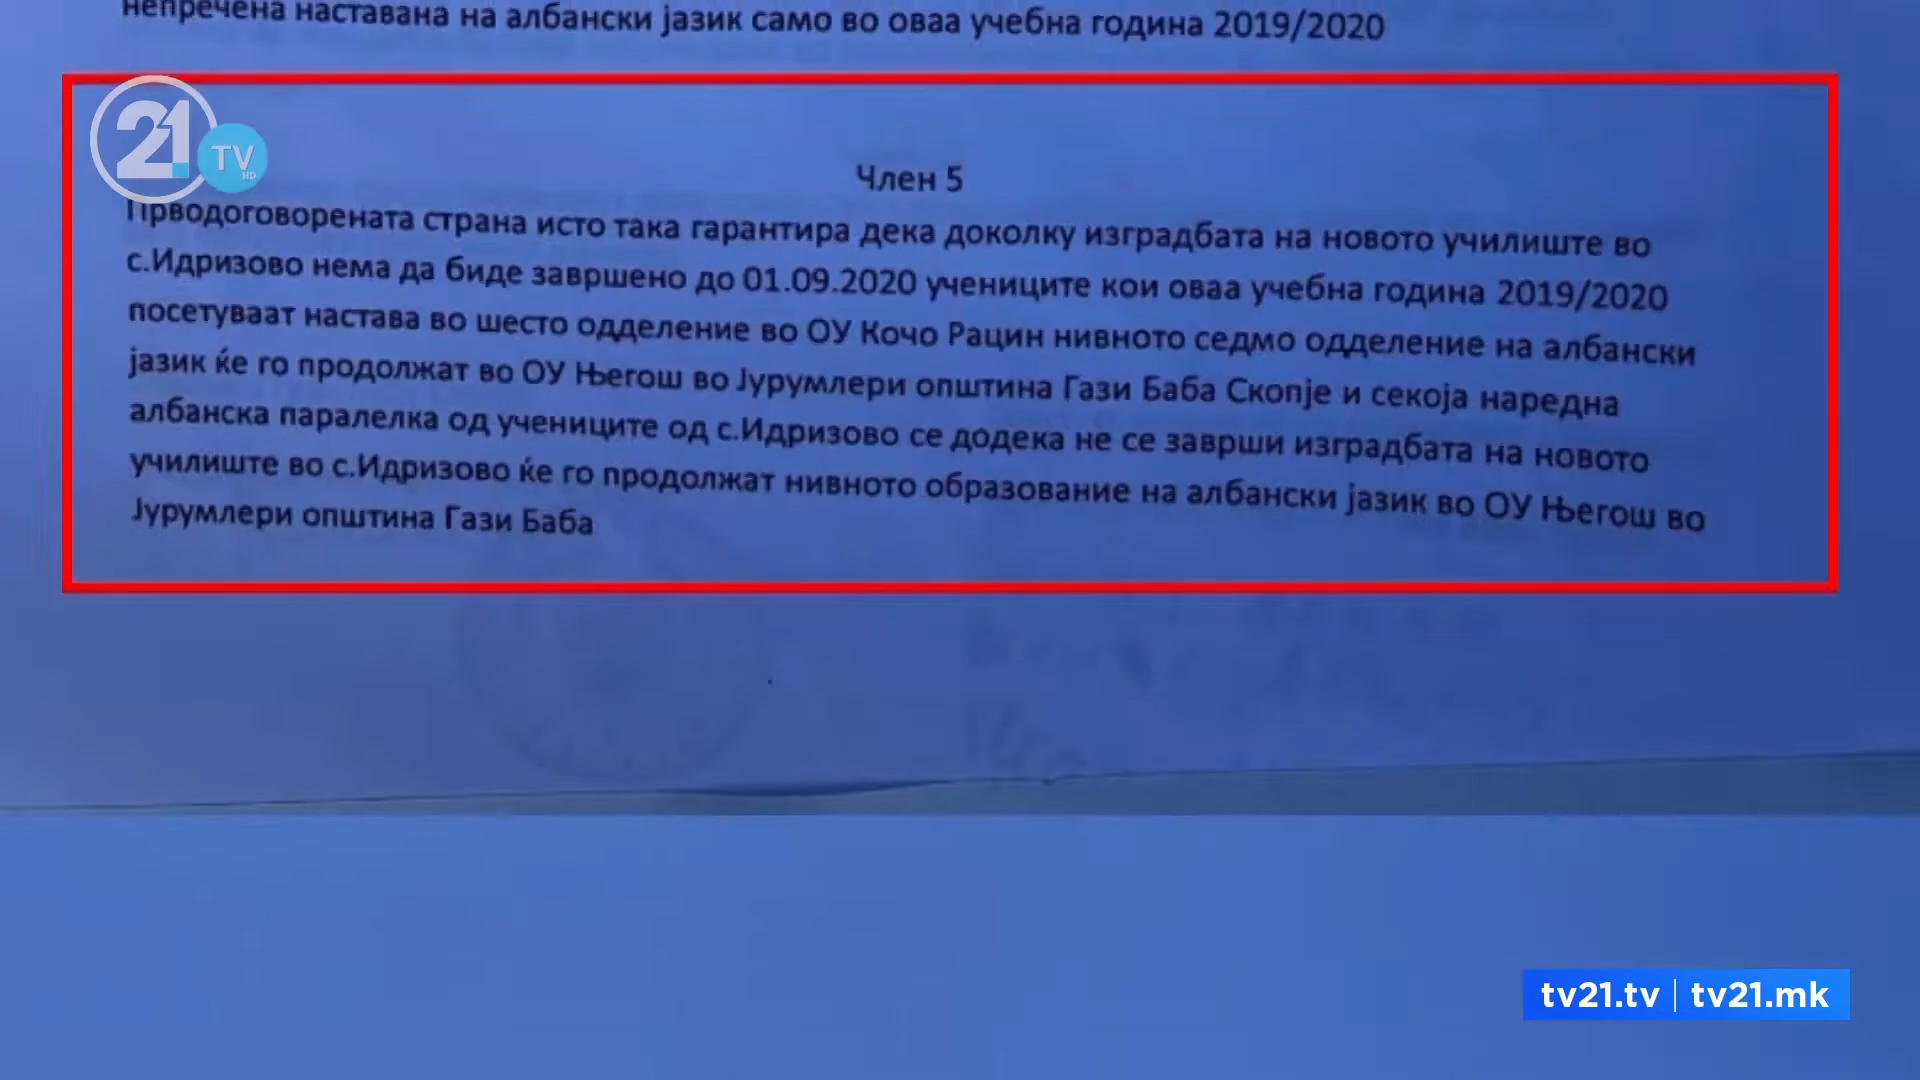 непречена наставана на албански јазик само во оваа учебна година 2019/2020
21 TV HD
Член 5
Прводоговорената страна исто така гарантира дека доколку изградбата на новото училиште во
с.Идризово нема да биде завршено до 01.09.2020 учениците кои оваа учебна година 2019/2020
посетуваат настава во шесто одделение во ОУ Кочо Рацин нивното седмо одделение на албански
јазик ќе го продолжат во ОУ Његош во Јурумлери општина Гази Баба Скопје и секоја наредна
албанска паралелка од учениците од с.Идризово се додека не се заврши изградбата на новото
училиште во с.Идризово ќе го продолжат нивното образование на албански јазик во ОУ Његош во
Јурумлери општина Гази Баба
tv21.tv | tv21.mk